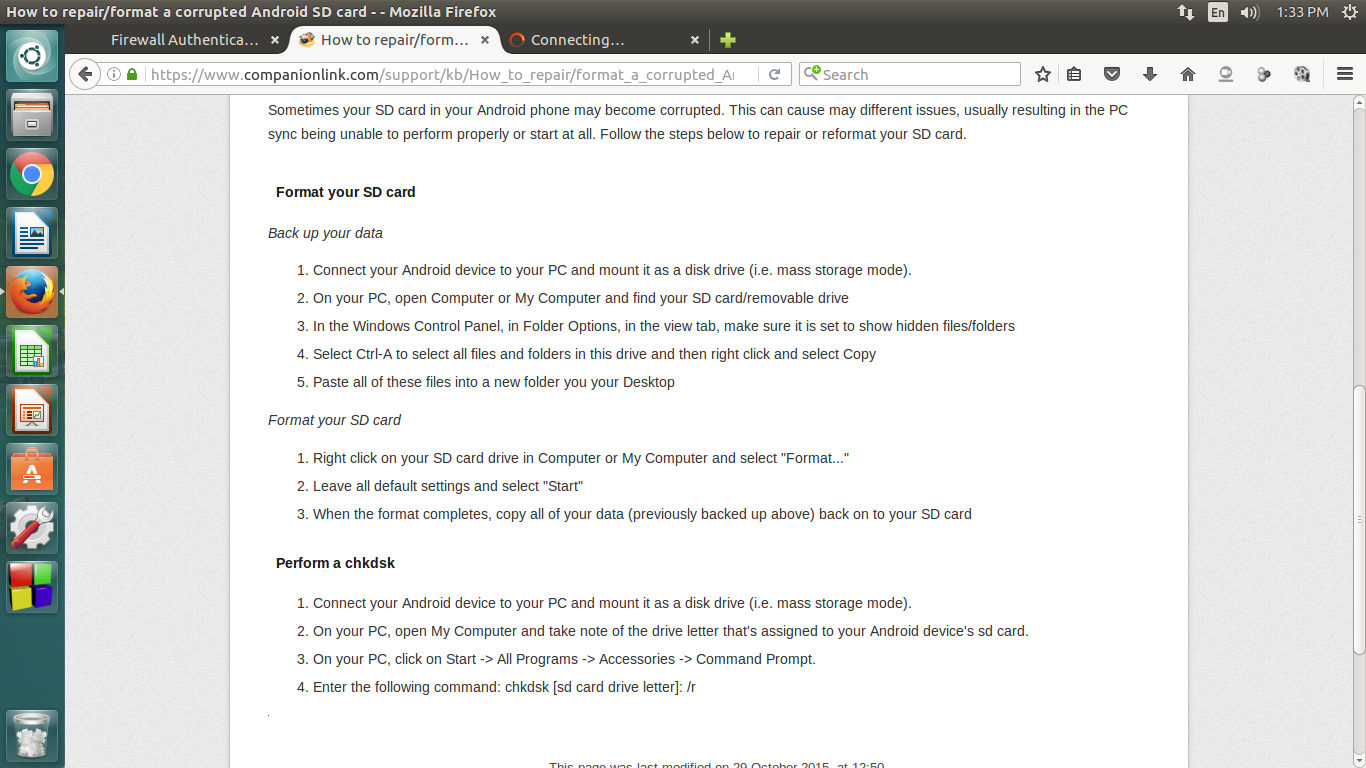 How to repair/format a corrupted Android SD card - - Mozilla Firefox
En
1:33 PM
Firewall Authentica...
How to repair/form...
Connecting...
https://www.companionlink.com/support/kb/How_to_repair/format_a_corrupted_
Search
Sometimes your SD card in your Android phone may become corrupted. This can cause may different issues, usually resulting in the PC
sync being unable to perform properly or start at all. Follow the steps below to repair or reformat your SD card.
Format your SD card
Back up your data
1. Connect your Android device to your PC and mount it as a disk drive (i.e. mass storage mode).
2. On your PC, open Computer or My Computer and find your SD card/removable drive
3. In the Windows Control Panel, in Folder Options, in the view tab, make sure it is set to show hidden files/folders
4. Select Ctrl-A to select all files and folders in this drive and then right click and select Copy
5. Paste all of these files into a new folder you your Desktop
Format your SD card
1. Right click on your SD card drive in Computer or My Computer and select "Format..."
2. Leave all default settings and select "Start"
3. When the format completes, copy all of your data (previously backed up above) back on to your SD card
Perform a chkdsk
1. Connect your Android device to your PC and mount it as a disk drive (i.e. mass storage mode).
2. On your PC, open My Computer and take note of the drive letter that's assigned to your Android device's sd card.
3. On your PC, click on Start -> All Programs -> Accessories -> Command Prompt.
4. Enter the following command: chkdsk [sd card drive letter]: /r
.
This page was last modified on 29 October 2015, at 12:50